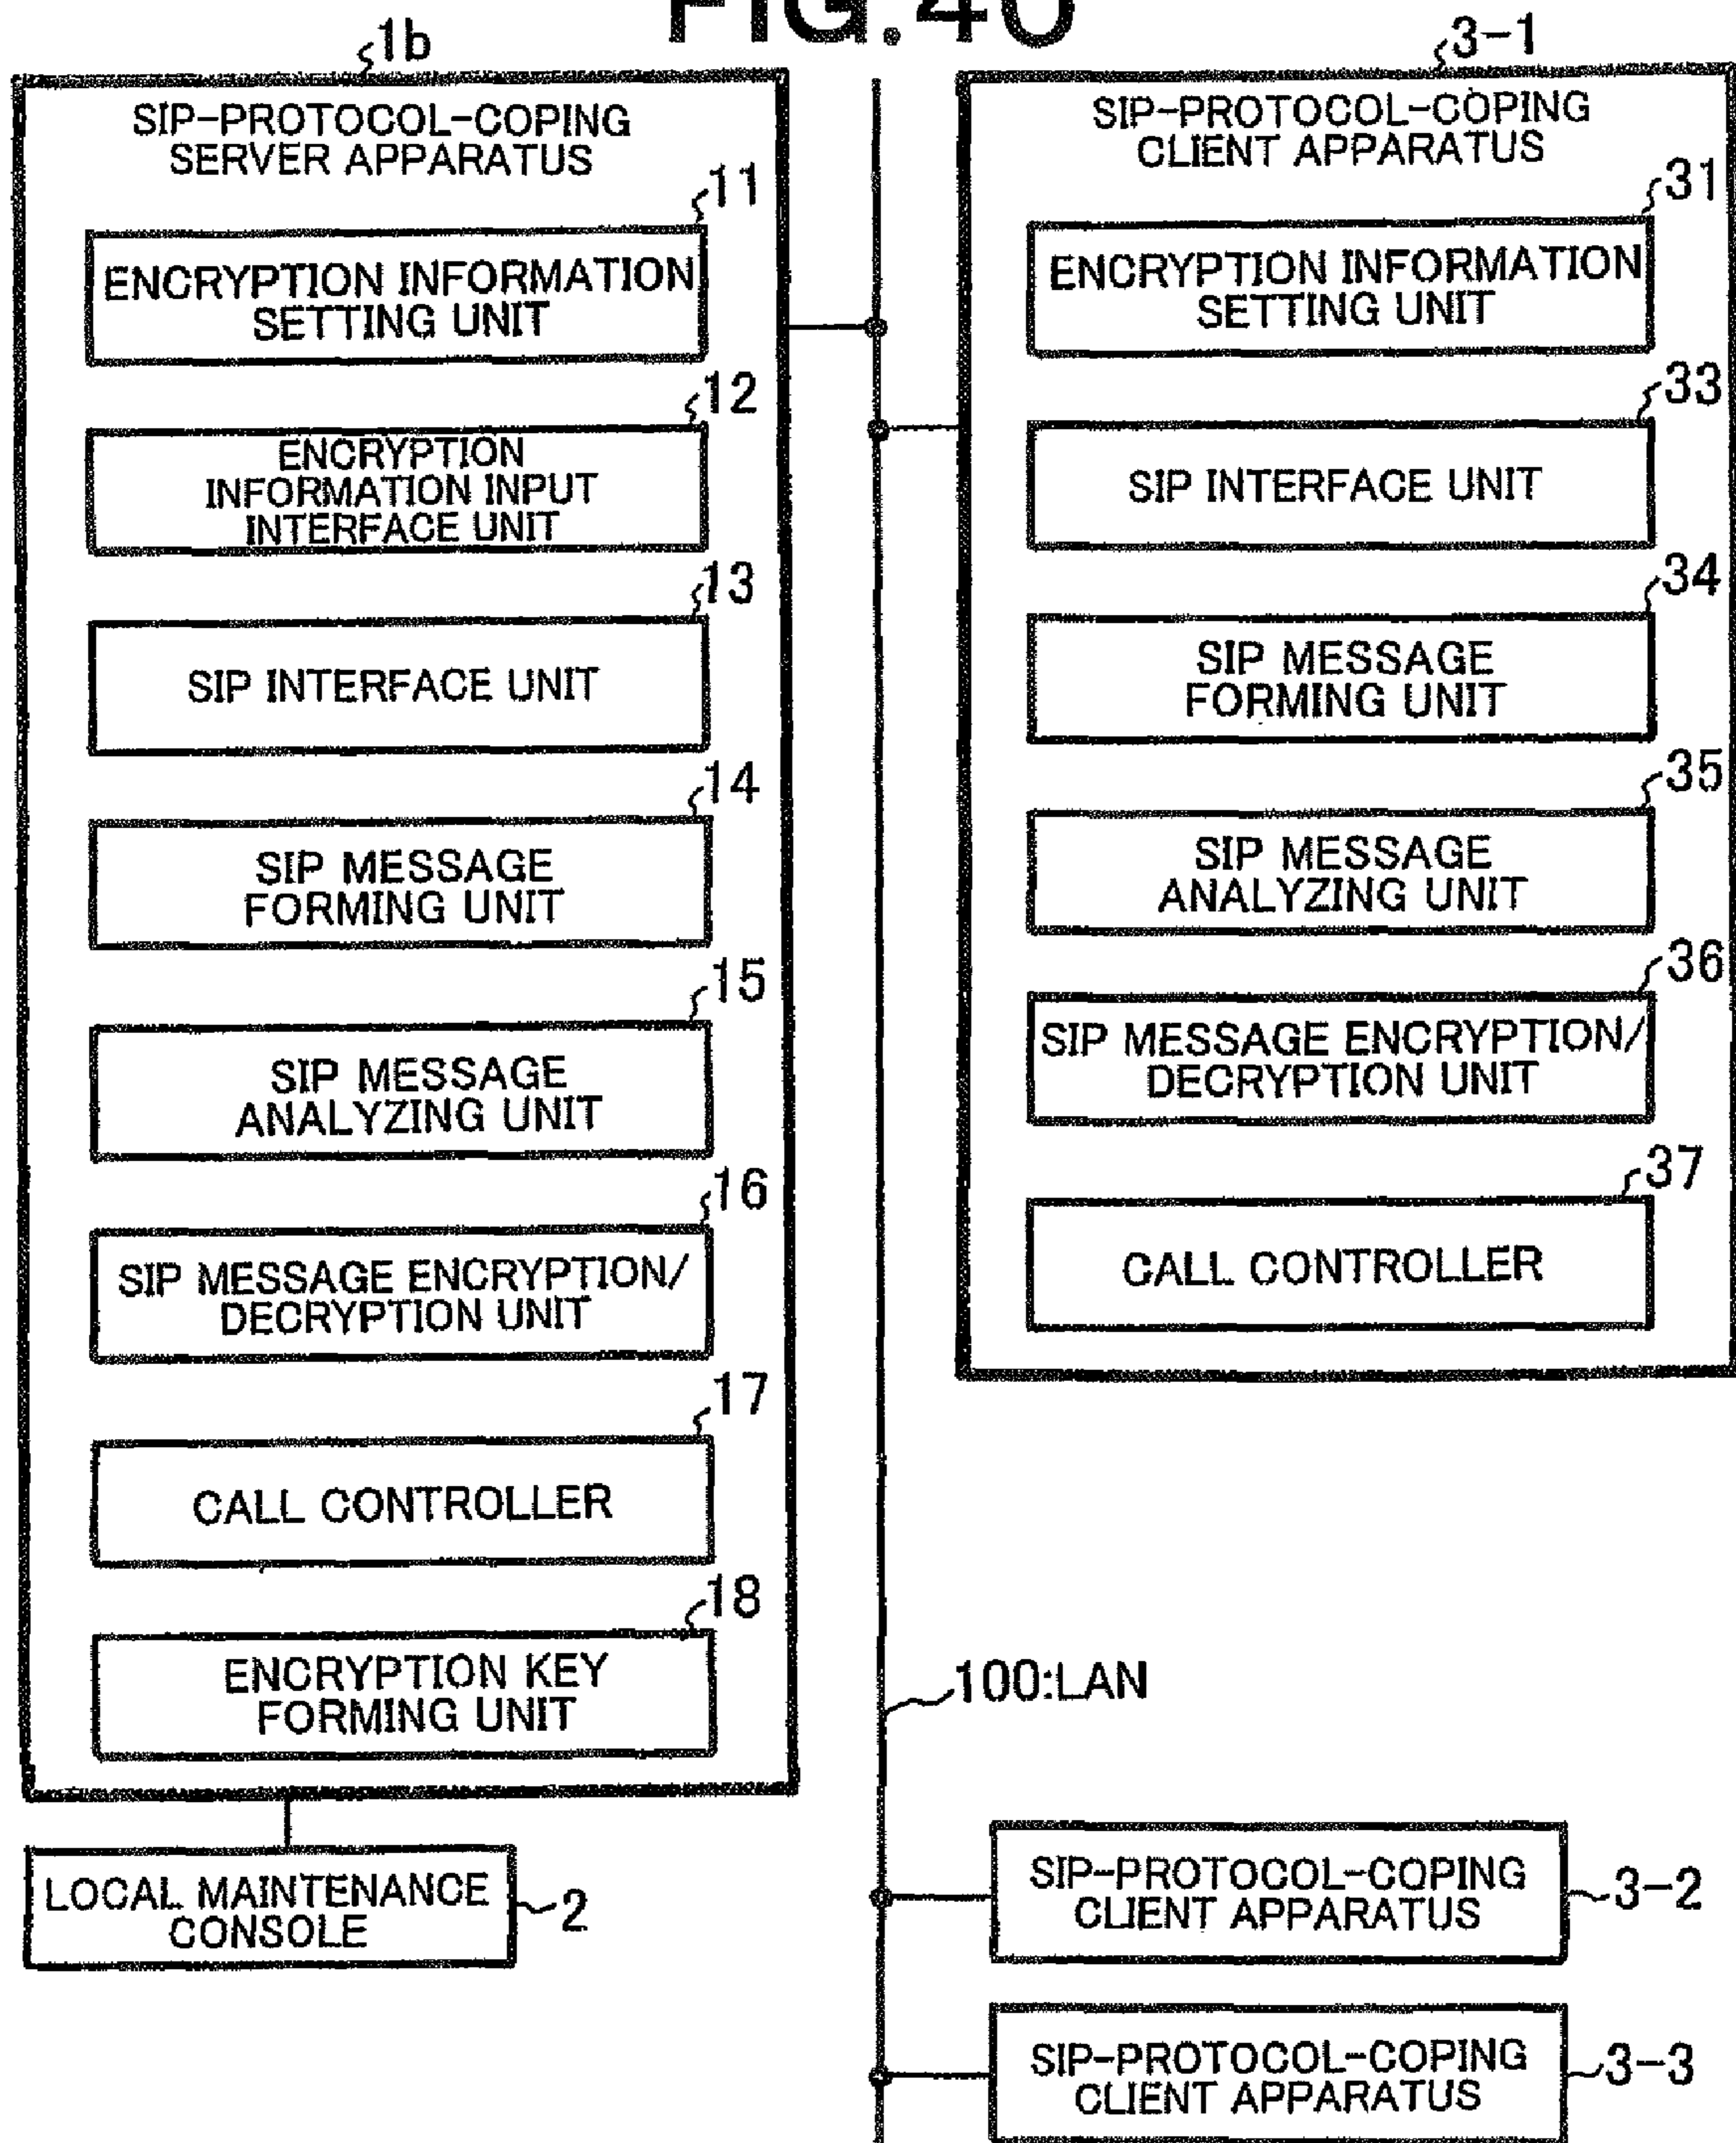 FIG.40
1b
SIP-PROTOCOL-COPING
SERVER APPARATUS
11
ENCRYPTION INFORMATION
SETTING UNIT
12
ENCRYPTION
INFORMATION INPUT
INTERFACE UNIT
13
SIP INTERFACE UNIT
14
SIP MESSAGE
FORMING UNIT
15
SIP MESSAGE
ANALYZING UNIT
16
SIP MESSAGE ENCRYPTION/
DECRYPTION UNIT
17
CALL CONTROLLER
18
ENCRYPTION KEY
FORMING UNIT
LOCAL MAINTENANCE
CONSOLE
2
3-1
SIP-PROTOCOL-COPING
CLIENT APPARATUS
31
ENCRYPTION INFORMATION
SETTING UNIT
33
SIP INTERFACE UNIT
34
SIP MESSAGE
FORMING UNIT
35
SIP MESSAGE
ANALYZING UNIT
36
SIP MESSAGE ENCRYPTION/
DECRYPTION UNIT
37
CALL CONTROLLER
100:LAN
SIP-PROTOCOL-COPING
CLIENT APPARATUS
3-2
SIP-PROTOCOL-COPING
CLIENT APPARATUS
3-3